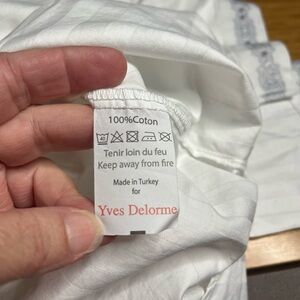 100%Coton
Tenir loin du feu
Keep away from fire
Made in Turkey
for
Yves Delorme